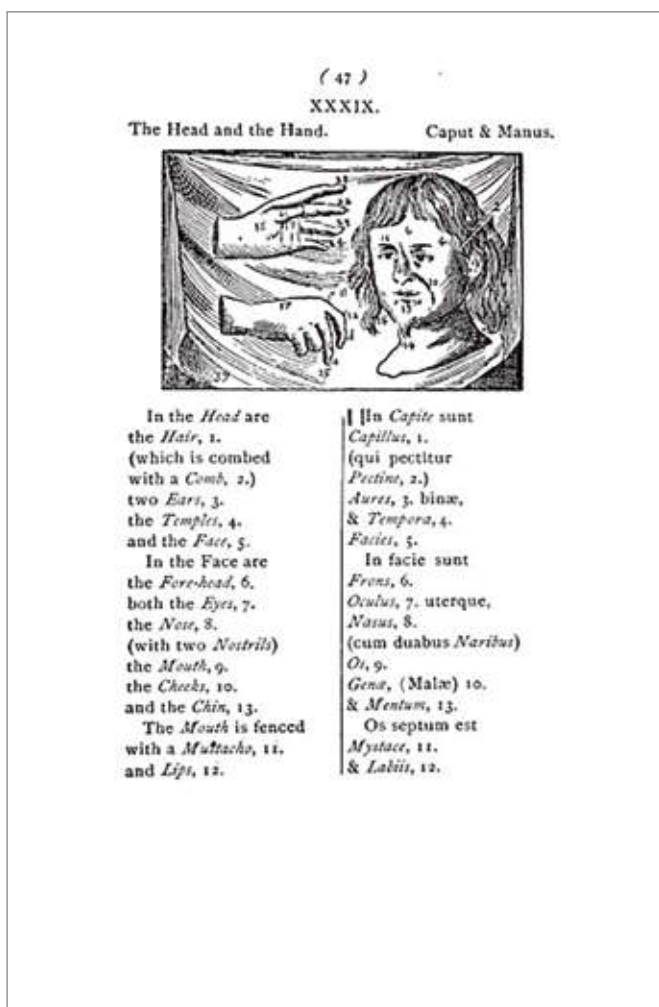 ( 47 )
XXXIX.
The Head and the Hand. Caput & Manus.
In the Head are
the Hair, 1.
(which is combed
with a Comb, 2.)
two Ears, 3.
the Temples, 4.
and the Face, 5.
In the Face are
the Fore-head, 6.
both the Eyes, 7.
the Nose, 8.
(with two Nostrils)
the Mouth, 9.
the Cheeks, 10.
and the Chin, 13.
The Mouth is fenced
with a Mustacho, 11.
and Lips, 12.
In Capite sunt
Capillus, 1.
(qui pectitur
Pectine, 2.)
Aures, 3. binæ,
& Tempora, 4.
Facies, 5.
In facie sunt
Frons, 6.
Oculus, 7. uterque,
Nasus, 8.
(cum duabus Naribus)
Os, 9.
Genæ, (Malæ) 10.
& Mentum, 13.
Os septum est
Mystace, 11.
& Labiis, 12.